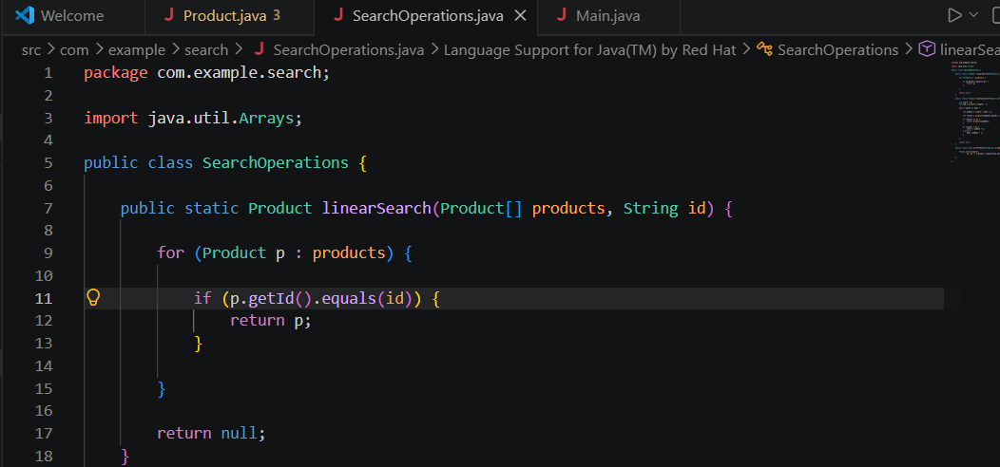 Welcome
J Product.java 3
J SearchOperations.java ×
J Main.java
src > com > example > search > J SearchOperations.java > Language Support for Java(TM) by Red Hat > SearchOperations > linearSea
1 package com.example.search;
2
3 import java.util.Arrays;
4
5 public class SearchOperations {
6
7 public static Product linearSearch(Product[] products, String id) {
8
9 for (Product p : products) {
10
11 if (p.getId().equals(id)) {
12 return p;
13 }
14
15 }
16
17 return null;
18 }